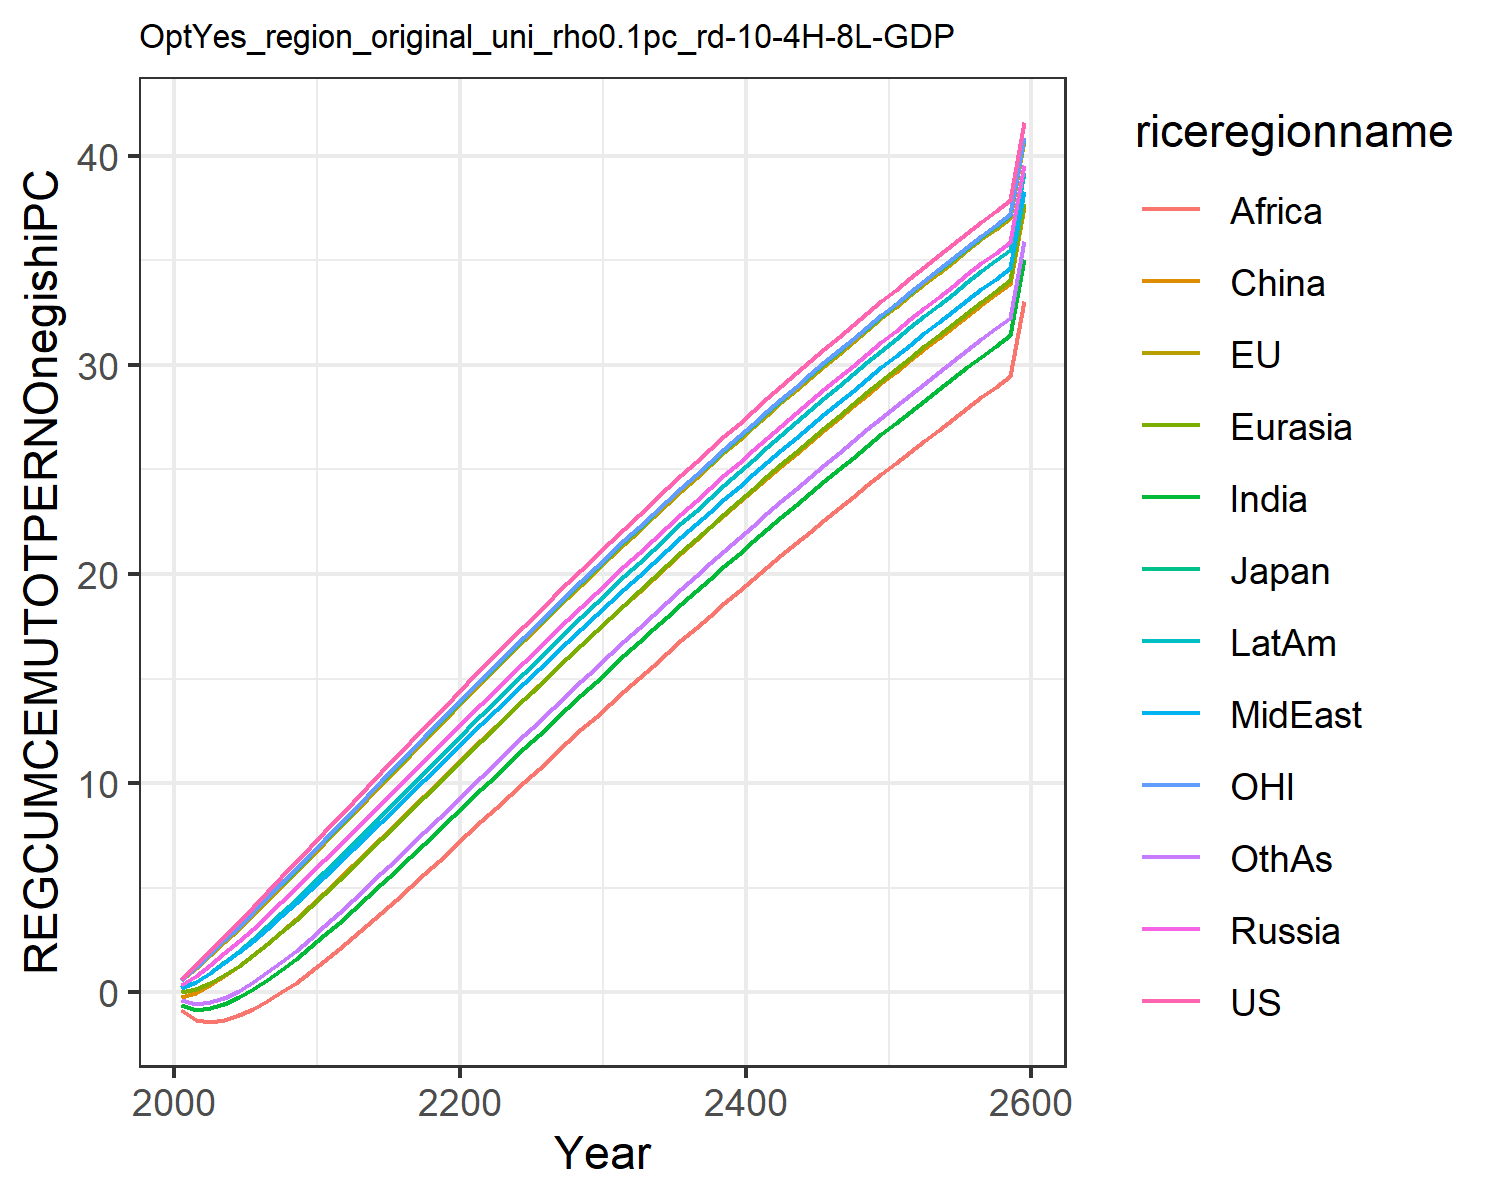 OptYes_region_original_uni_rho0.1pc_rd-10-4H-8L-GDP
REGCUMCEMUTOTPERNOnegishiPC
40
30
20
10
0
2000 2200 2400 2600
Year
riceregionname
Africa
China
EU
Eurasia
India
Japan
LatAm
MidEast
OHI
OthAs
Russia
US